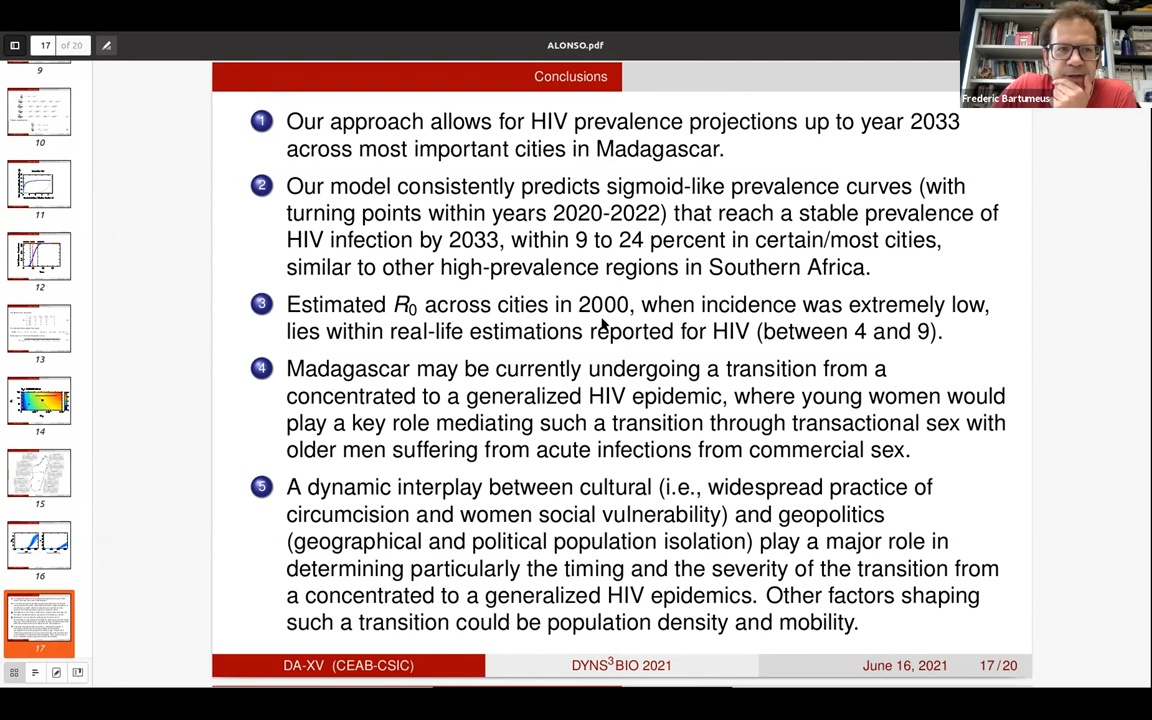 17 of 20
ALONSO.pdf
Frederic Bartumeus
9
10
11
12
13
14
15
16
17
Conclusions
1 Our approach allows for HIV prevalence projections up to year 2033
across most important cities in Madagascar.
2 Our model consistently predicts sigmoid-like prevalence curves (with
turning points within years 2020-2022) that reach a stable prevalence of
HIV infection by 2033, within 9 to 24 percent in certain/most cities,
similar to other high-prevalence regions in Southern Africa.
3 Estimated R0 across cities in 2000, when incidence was extremely low,
lies within real-life estimations reported for HIV (between 4 and 9).
4 Madagascar may be currently undergoing a transition from a
concentrated to a generalized HIV epidemic, where young women would
play a key role mediating such a transition through transactional sex with
older men suffering from acute infections from commercial sex.
5 A dynamic interplay between cultural (i.e., widespread practice of
circumcision and women social vulnerability) and geopolitics
(geographical and political population isolation) play a major role in
determining particularly the timing and the severity of the transition from
a concentrated to a generalized HIV epidemics. Other factors shaping
such a transition could be population density and mobility.
DA-XV (CEAB-CSIC) DYNS³BIO 2021 June 16, 2021 17/20